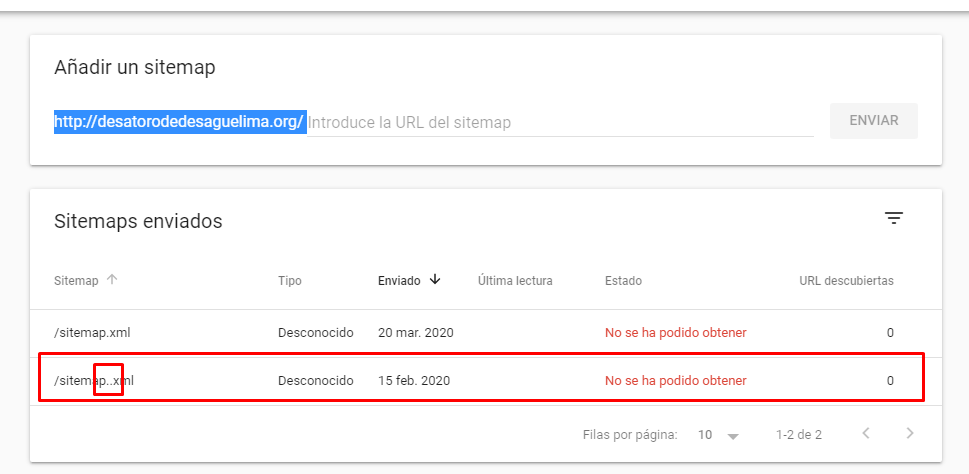 Añadir un sitemap
http://desatorodedesaguelima.org/ Introduce la URL del sitemap ENVIAR
Sitemaps enviados
Sitemap Tipo Enviado Última lectura Estado URL descubiertas
/sitemap.xml Desconocido 20 mar. 2020 No se ha podido obtener 0
/sitemap..xml Desconocido 15 feb. 2020 No se ha podido obtener 0
Filas por página: 10 1-2 de 2